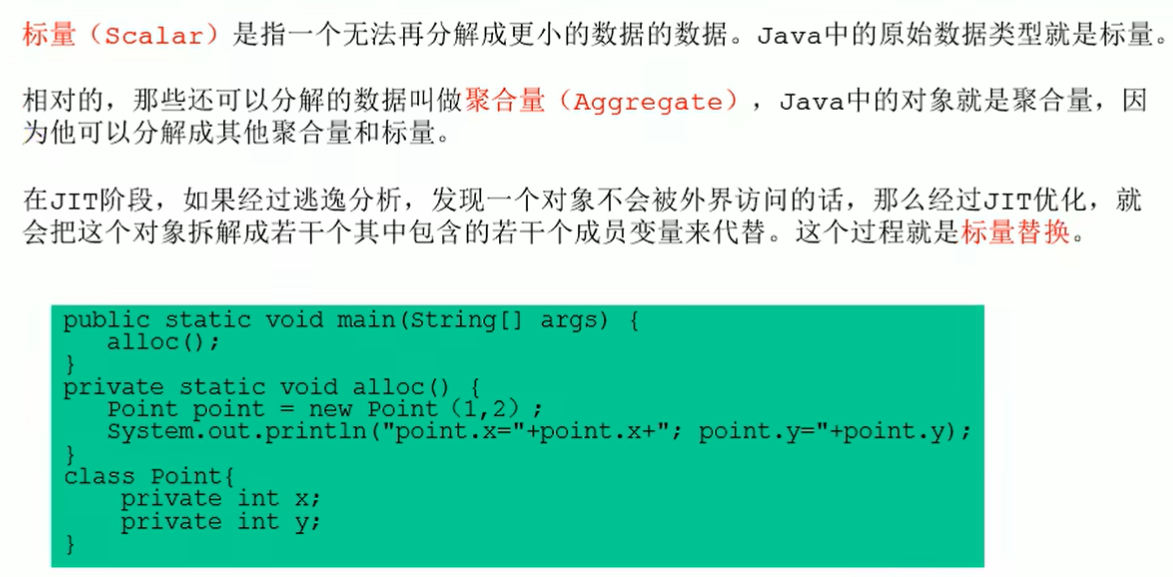 标量（Scalar）是指一个无法再分解成更小的数据的数据。Java中的原始数据类型就是标量。
相对的，那些还可以分解的数据叫做聚合量（Aggregate），Java中的对象就是聚合量，因
为他可以分解成其他聚合量和标量。
在JIT阶段，如果经过逃逸分析，发现一个对象不会被外界访问的话，那么经过JIT优化，就
会把这个对象拆解成若干个其中包含的若干个成员变量来代替。这个过程就是标量替换。
public static void main(String[] args) {
   alloc();
}
private static void alloc() {
   Point point = new Point（1,2）;
   System.out.println("point.x="+point.x+"; point.y="+point.y);
}
class Point{
    private int x;
    private int y;
}